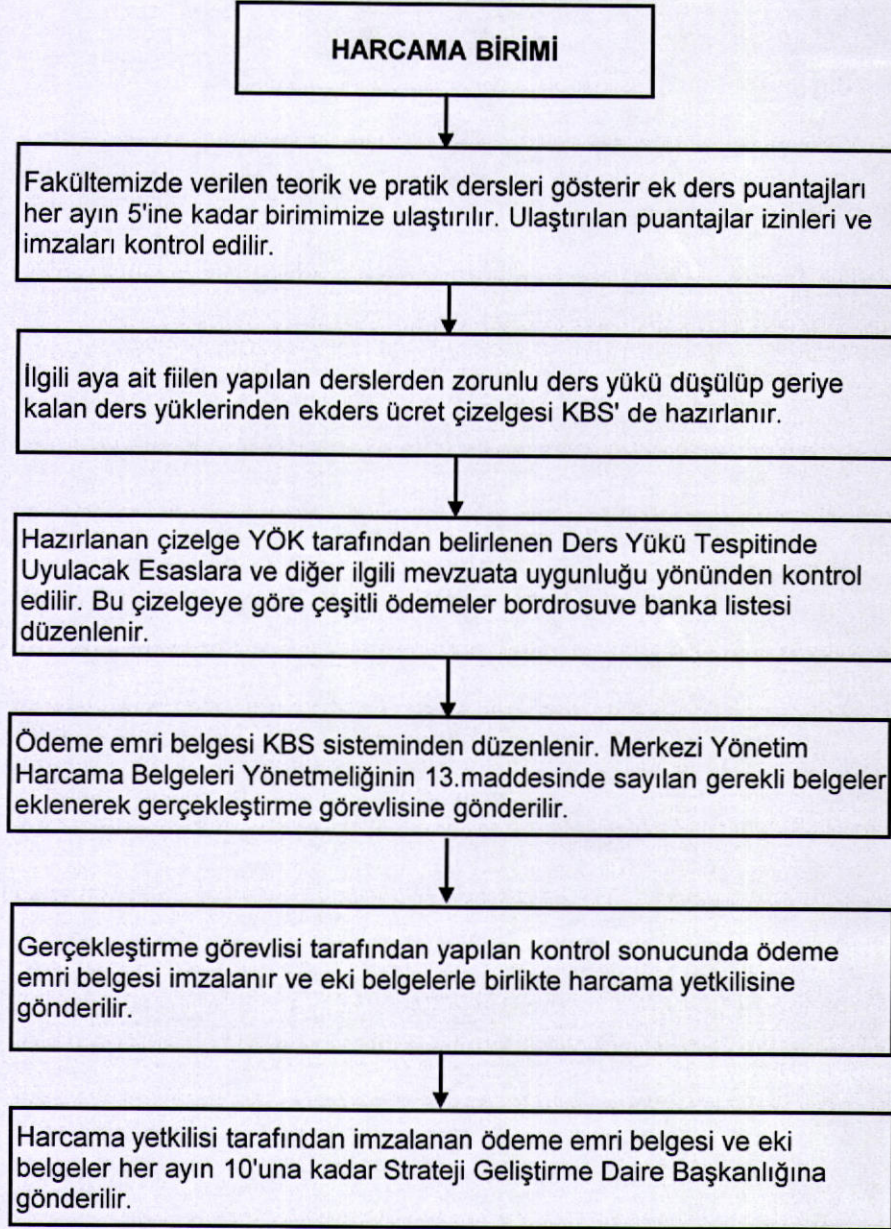 HARCAMA BİRİMİ
Fakültemizde verilen teorik ve pratik dersleri gösterir ek ders puantajları
her ayın 5'ine kadar birimimize ulaştırılır. Ulaştırılan puantajlar izinleri ve
imzaları kontrol edilir.
İlgili aya ait fiilen yapılan derslerden zorunlu ders yükü düşülüp geriye
kalan ders yüklerinden ekders ücret çizelgesi KBS' de hazırlanır.
Hazırlanan çizelge YÖK tarafından belirlenen Ders Yükü Tespitinde
Uyulacak Esaslara ve diğer ilgili mevzuata uygunluğu yönünden kontrol
edilir. Bu çizelgeye göre çeşitli ödemeler bordrosuve banka listesi
düzenlenir.
Ödeme emri belgesi KBS sisteminden düzenlenir. Merkezi Yönetim
Harcama Belgeleri Yönetmeliğinin 13.maddesinde sayılan gerekli belgeler
eklenerek gerçekleştirme görevlisine gönderilir.
Gerçekleştirme görevlisi tarafından yapılan kontrol sonucunda ödeme
emri belgesi imzalanır ve eki belgelerle birlikte harcama yetkilisine
gönderilir.
Harcama yetkilisi tarafından imzalanan ödeme emri belgesi ve eki
belgeler her ayın 10'una kadar Strateji Geliştirme Daire Başkanlığına
gönderilir.